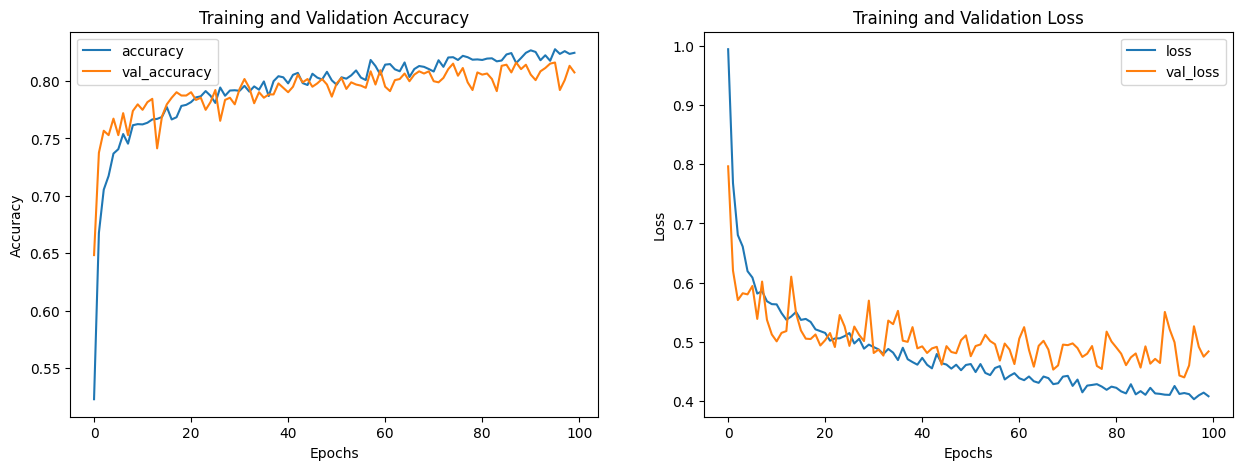 Training and Validation Accuracy
accuracy
val_accuracy
0.80
0.75
0.70
0.65
0.60
0.55
Accuracy
0
20
40
60
80
100
Epochs
Training and Validation Loss
loss
val_loss
1.0
0.9
0.8
0.7
0.6
0.5
0.4
Loss
0
20
40
60
80
100
Epochs